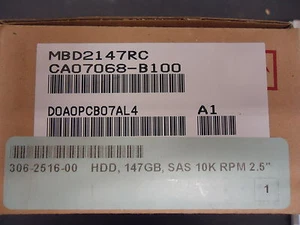 MBD2147RC
CA07068-B100
D0A0PCB07AL4 A1
306-2516-00 HDD, 147GB, SAS 10K RPM 2.5"
1